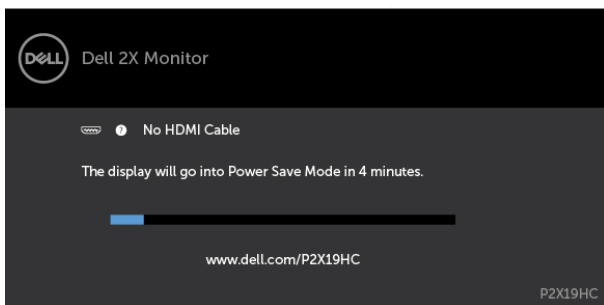 DELL
Dell 2X Monitor
? No HDMI Cable
The display will go into Power Save Mode in 4 minutes.
www.dell.com/P2X19HC
P2X19HC